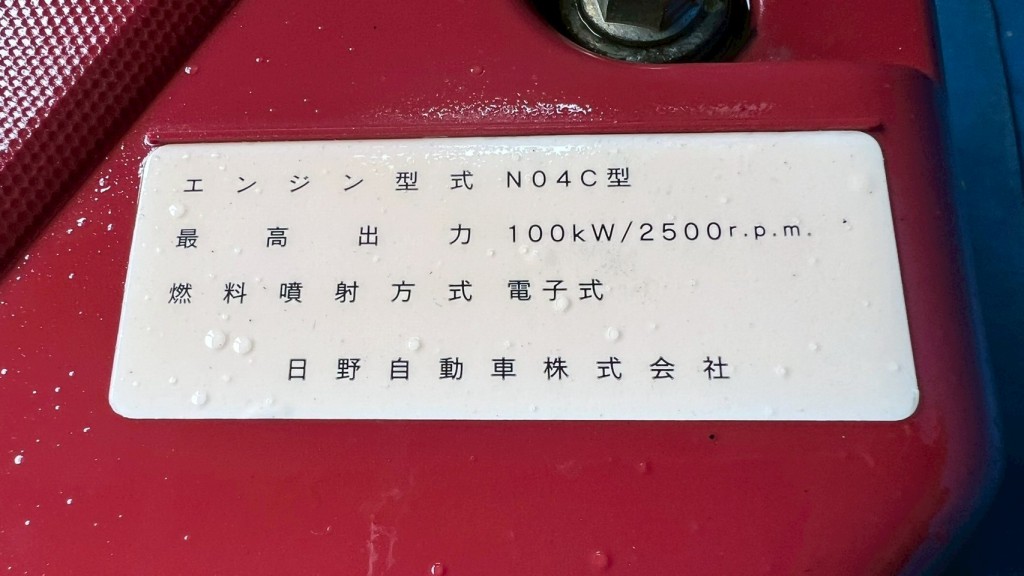 エンジン型式 N04C型
最高出力 100kW/2500r.p.m.
燃料噴射方式 電子式
日野自動車株式会社